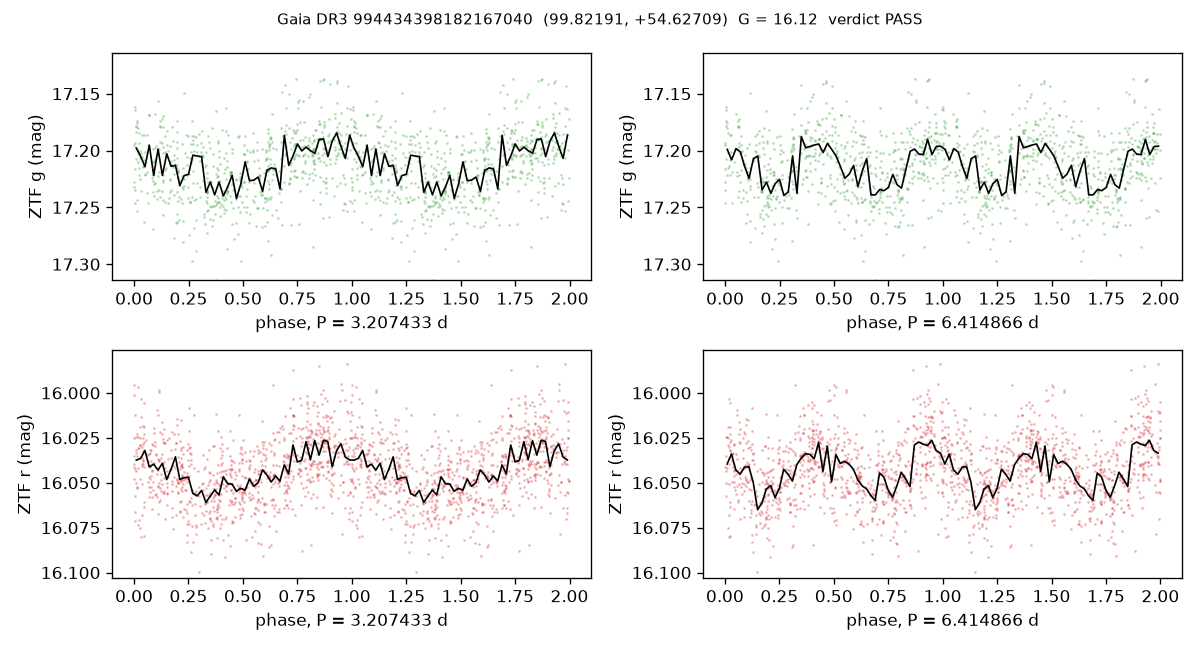 Gaia DR3 994434398182167040  (99.82191, +54.62709)  G = 16.12  verdict PASS
ZTF g (mag)
17.15
17.20
17.25
17.30
0.00 0.25 0.50 0.75 1.00 1.25 1.50 1.75 2.00
phase, P = 3.207433 d
ZTF g (mag)
17.15
17.20
17.25
17.30
0.00 0.25 0.50 0.75 1.00 1.25 1.50 1.75 2.00
phase, P = 6.414866 d
ZTF r (mag)
16.000
16.025
16.050
16.075
16.100
0.00 0.25 0.50 0.75 1.00 1.25 1.50 1.75 2.00
phase, P = 3.207433 d
ZTF r (mag)
16.000
16.025
16.050
16.075
16.100
0.00 0.25 0.50 0.75 1.00 1.25 1.50 1.75 2.00
phase, P = 6.414866 d